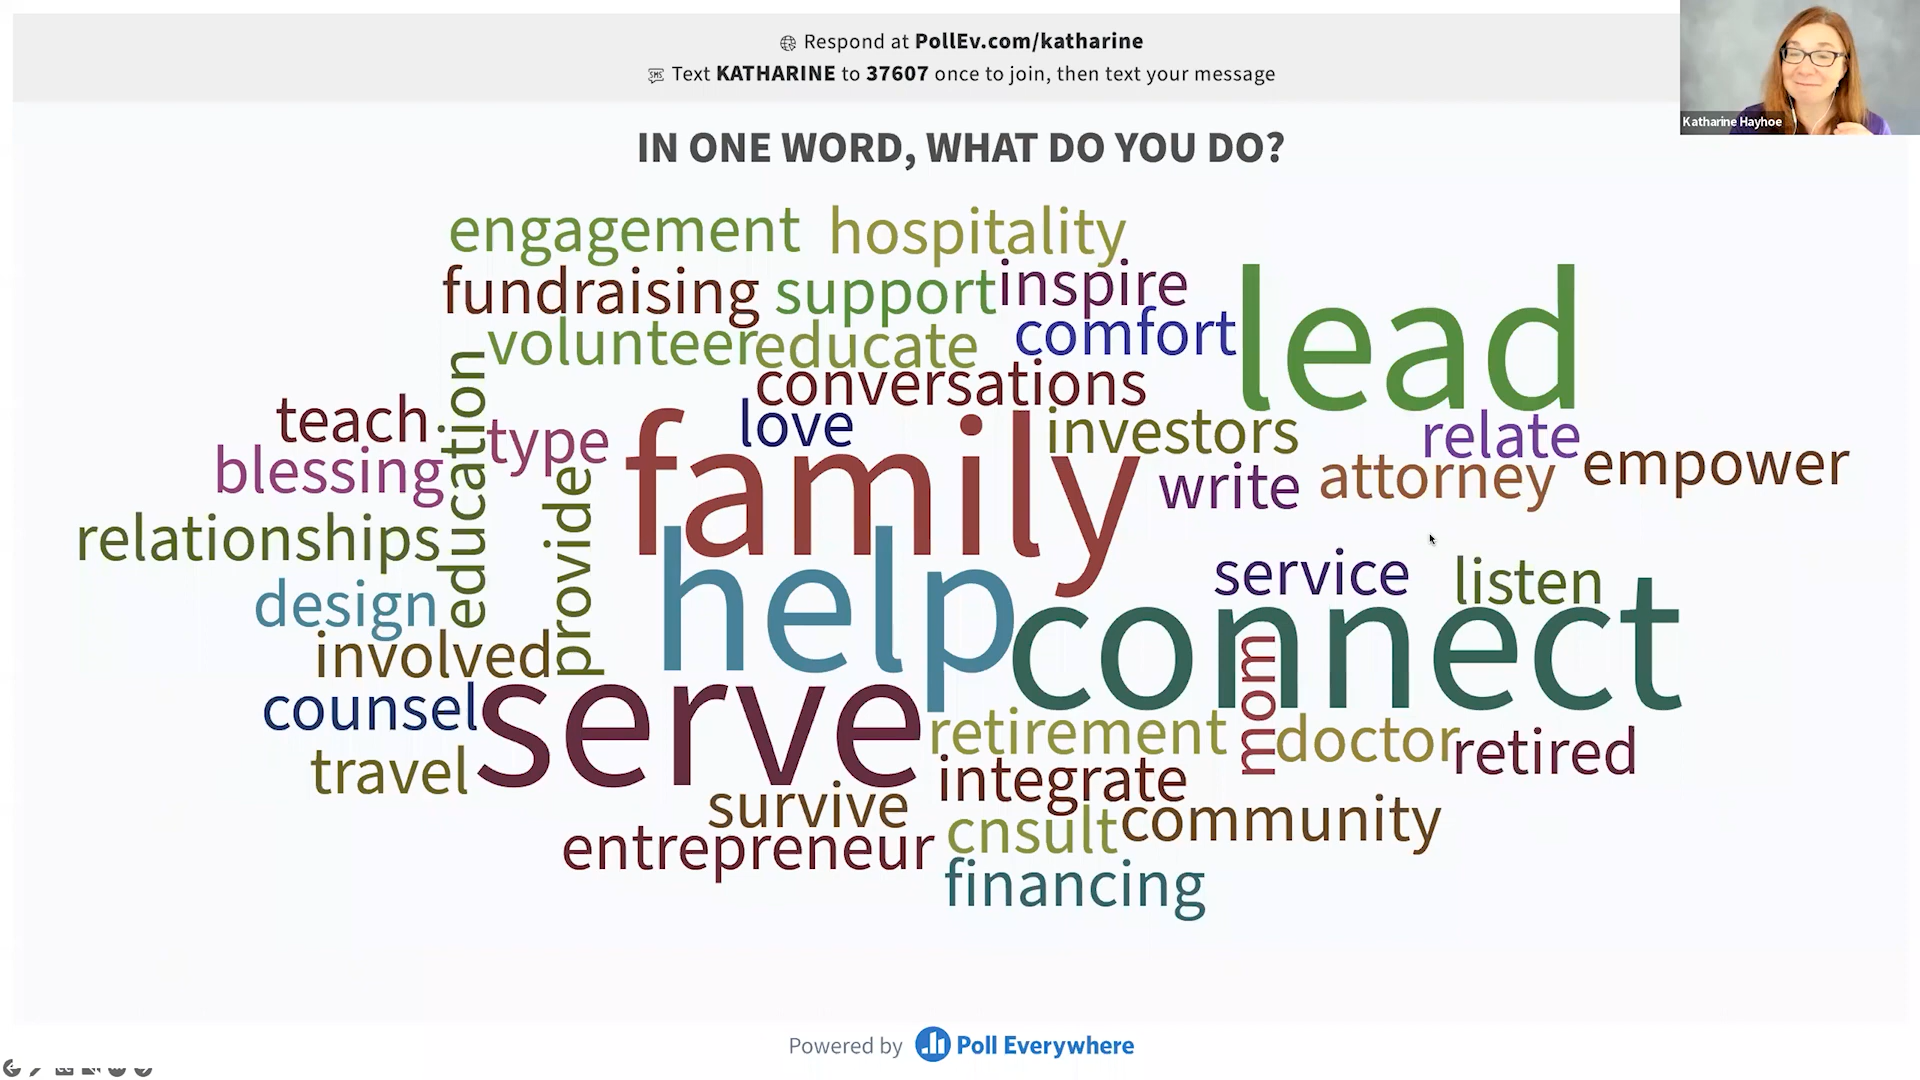 Respond at PollEv.com/katharine
Text KATHARINE to 37607 once to join, then text your message
Katharine Hayhoe
IN ONE WORD, WHAT DO YOU DO?
engagement hospitality
fundraising support inspire
lead
volunteer educate comfort
conversations
teach education type love investors relate
blessing family write attorney empower
relationships provide
help service listen
design connect
involved mom
counsel serve retirement doctor retired
travel integrate
survive cnsult community
entrepreneur
financing
Powered by Poll Everywhere